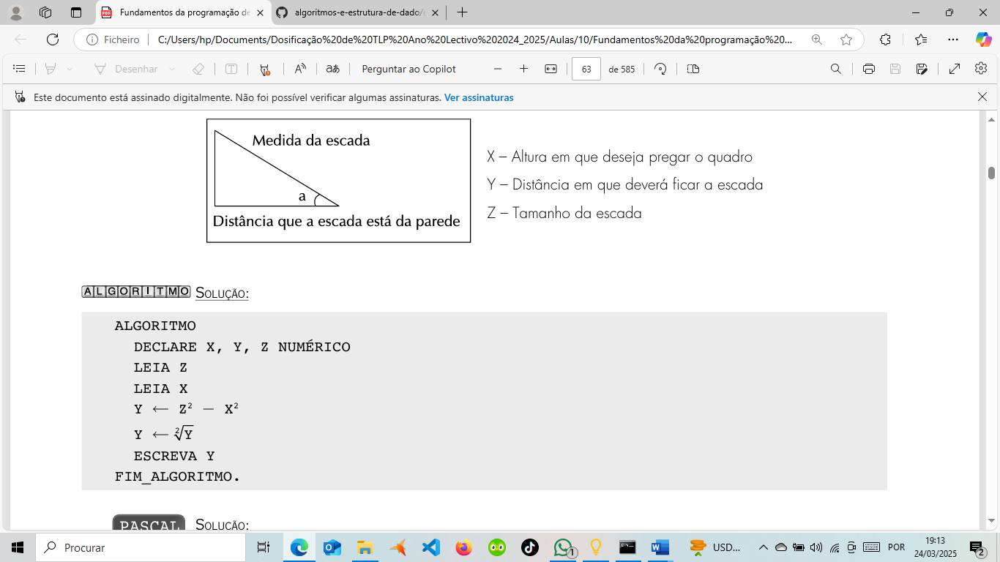 Fundamentos da programação de
algoritmos-e-estrutura-de-dado/e
Ficheiro
C:/Users/hp/Documents/Dosificação%20de%20TLP%20Ano%20Lectivo%202024_2025/Aulas/10/Fundamentos%20da%20programação%20...
Desenhar
Perguntar ao Copilot
63
de 585
Este documento está assinado digitalmente. Não foi possível verificar algumas assinaturas. Ver assinaturas
Medida da escada
a
Distância que a escada está da parede
X – Altura em que deseja pregar o quadro
Y – Distância em que deverá ficar a escada
Z – Tamanho da escada
ALGORITMO SOLUÇÃO:
ALGORITMO
DECLARE X, Y, Z NUMÉRICO
LEIA Z
LEIA X
Y ← Z² − X²
Y ← ²√Y
ESCREVA Y
FIM_ALGORITMO.
PASCAL SOLUÇÃO:
Procurar
USD...
POR
19:13
24/03/2025
1
2